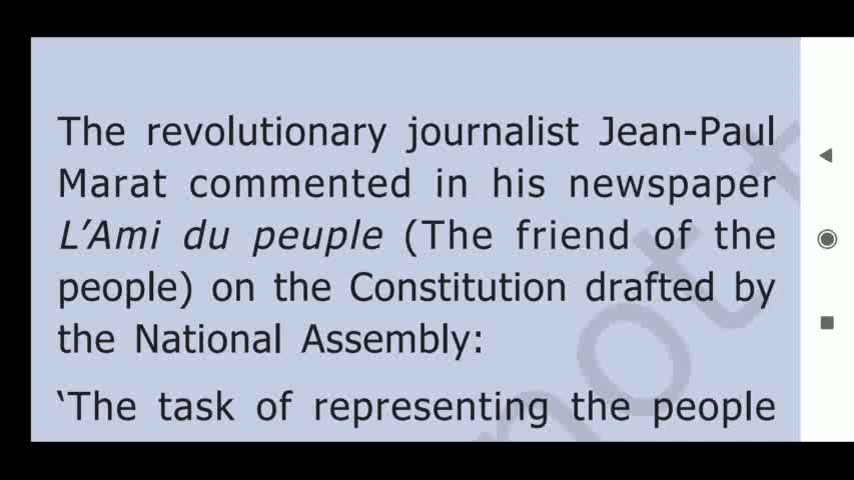 The revolutionary journalist Jean-Paul
Marat commented in his newspaper
L'Ami du peuple (The friend of the
people) on the Constitution drafted by
the National Assembly:
‘The task of representing the people
not t